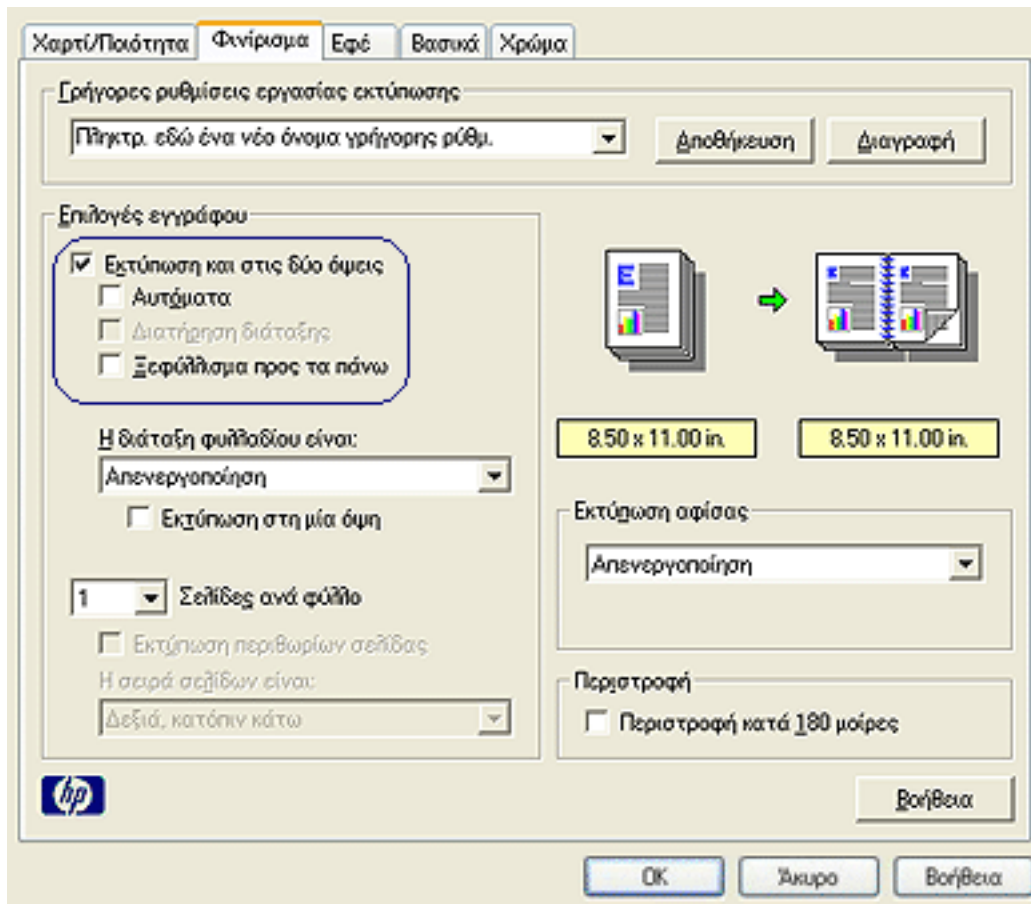 Χαρτί/Ποιότητα Φινίρισμα Εφέ Βασικά Χρώμα
Γρήγορες ρυθμίσεις εργασίας εκτύπωσης
Πληκτρ. εδώ ένα νέο όνομα γρήγορης ρύθμ. Αποθήκευση Διαγραφή
Επιλογές εγγράφου
Εκτύπωση και στις δύο όψεις
Αυτόματα
Διατήρηση διάταξης
Ξεφύλλισμα προς τα πάνω
Η διάταξη φυλλαδίου είναι:
Απενεργοποίηση
Εκτύπωση στη μία όψη
1 Σελίδες ανά φύλλο
Εκτύπωση περιθωρίων σελίδας
Η σειρά σελίδων είναι:
Δεξιά, κατόπιν κάτω
E
8.50 x 11.00 in. 8.50 x 11.00 in.
Εκτύπωση αφίσας
Απενεργοποίηση
Περιστροφή
Περιστροφή κατά 180 μοίρες
hp
Βοήθεια
OK Άκυρο Βοήθεια